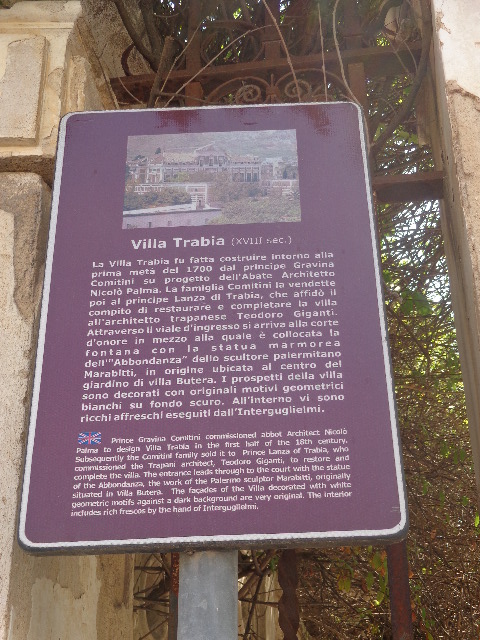 Villa Trabia (XVIII sec.)
La Villa Trabia fu fatta costruire intorno alla
prima metà del 1700 dal principe Gravina
Comitini su progetto dell'Abate Architetto
Nicolò Palma. La famiglia Comitini la vendette
poi al principe Lanza di Trabia, che affidò il
compito di restaurare e completare la villa
all'architetto trapanese Teodoro Giganti.
Attraverso il viale d'ingresso si arriva alla corte
d'onore in mezzo alla quale è collocata la
fontana con la statua marmorea
dell'"Abbondanza" dello scultore palermitano
Marabitti, in origine ubicata al centro del
giardino di villa Butera. I prospetti della villa
sono decorati con originali motivi geometrici
bianchi su fondo scuro. All'interno vi sono
ricchi affreschi eseguiti dall'Interguglielmi.
Prince Gravina Comitini commissioned abbot Architect Nicolò
Palma to design Villa Trabia in the first half of the 18th century.
Subsequently the Comitini family sold it to Prince Lanza of Trabia, who
commissioned the Trapani architect, Teodoro Giganti, to restore and
complete the villa. The entrance leads through to the court with the statue
of the Abbondanza, the work of Palermo sculptor Marabitti, originally
situated in Villa Butera. The façades of the Villa decorated with white
geometric motifs against a dark background are very original. The interior
includes rich frescos by the hand of Interguglielmi.